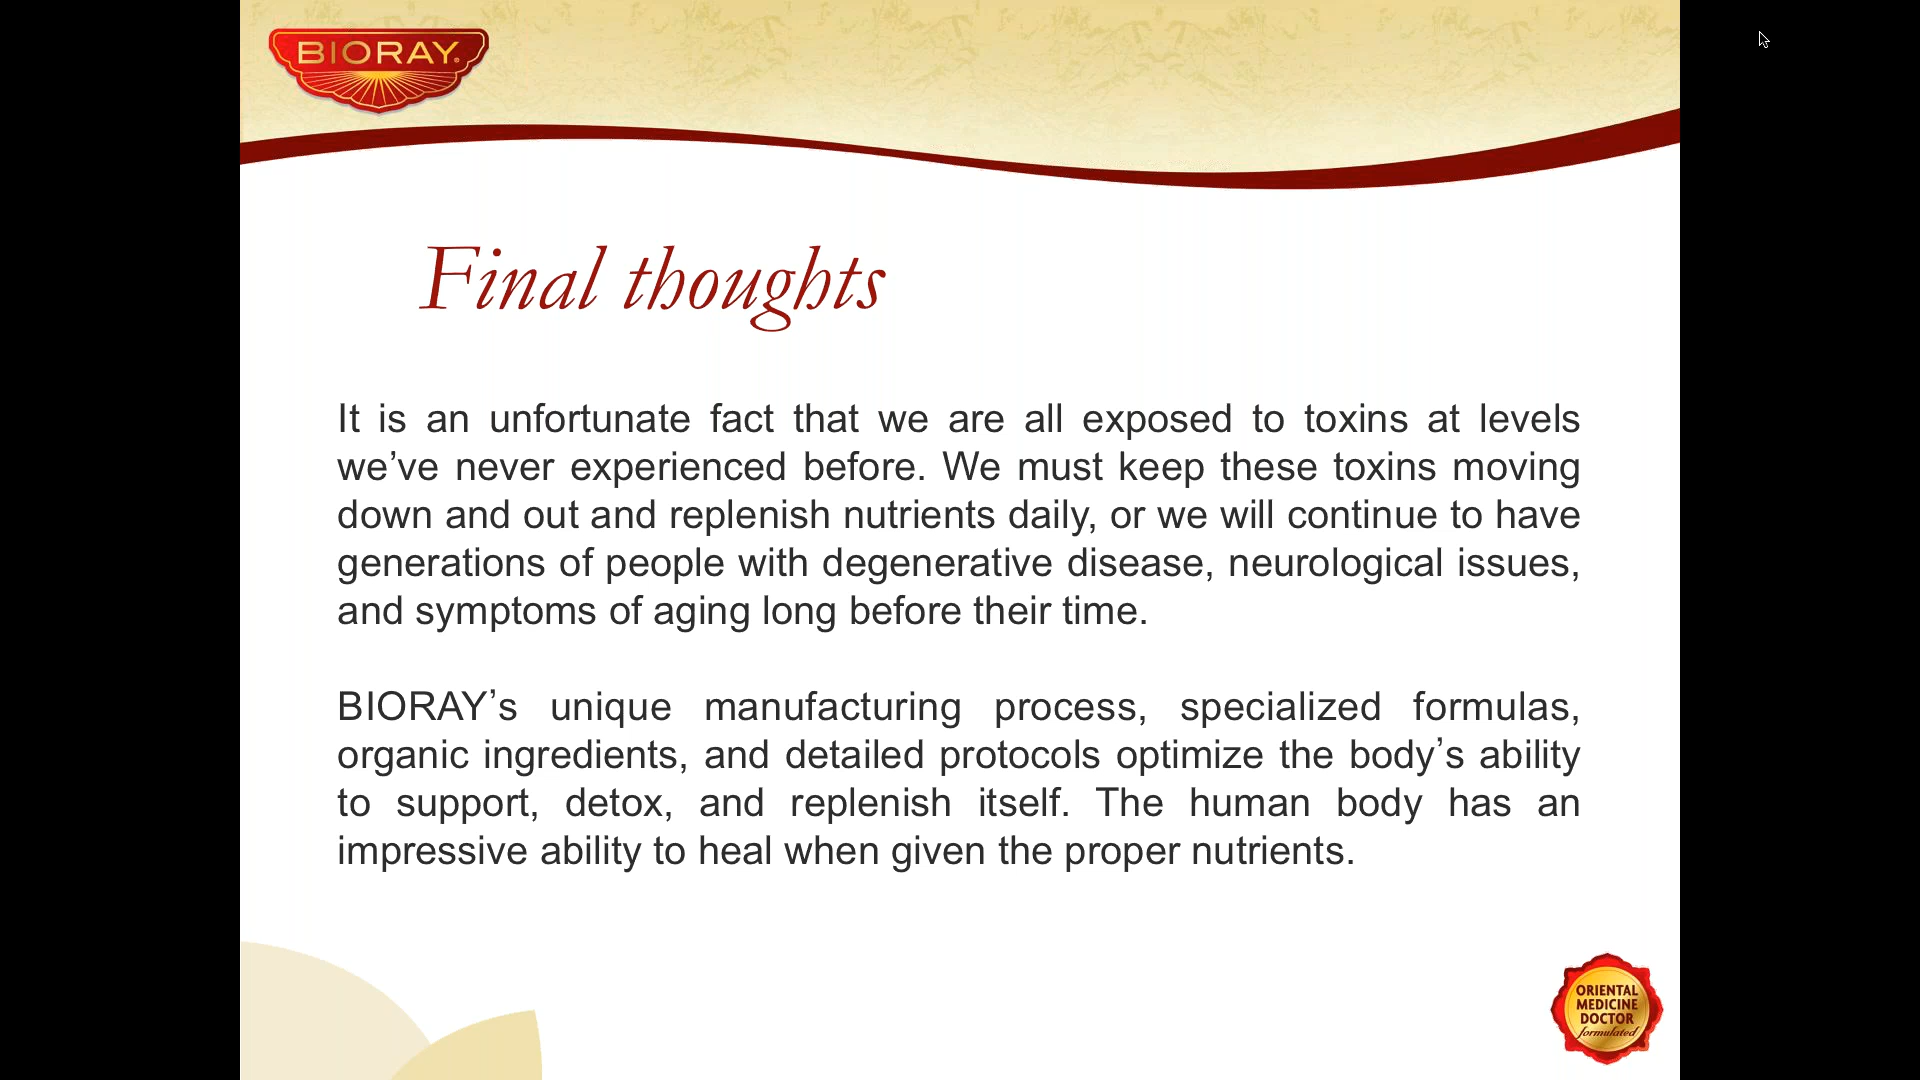 BIORAY®
Final thoughts
It is an unfortunate fact that we are all exposed to toxins at levels
we’ve never experienced before. We must keep these toxins moving
down and out and replenish nutrients daily, or we will continue to have
generations of people with degenerative disease, neurological issues,
and symptoms of aging long before their time.
BIORAY’s unique manufacturing process, specialized formulas,
organic ingredients, and detailed protocols optimize the body’s ability
to support, detox, and replenish itself. The human body has an
impressive ability to heal when given the proper nutrients.
ORIENTAL
MEDICINE
DOCTOR
formulated